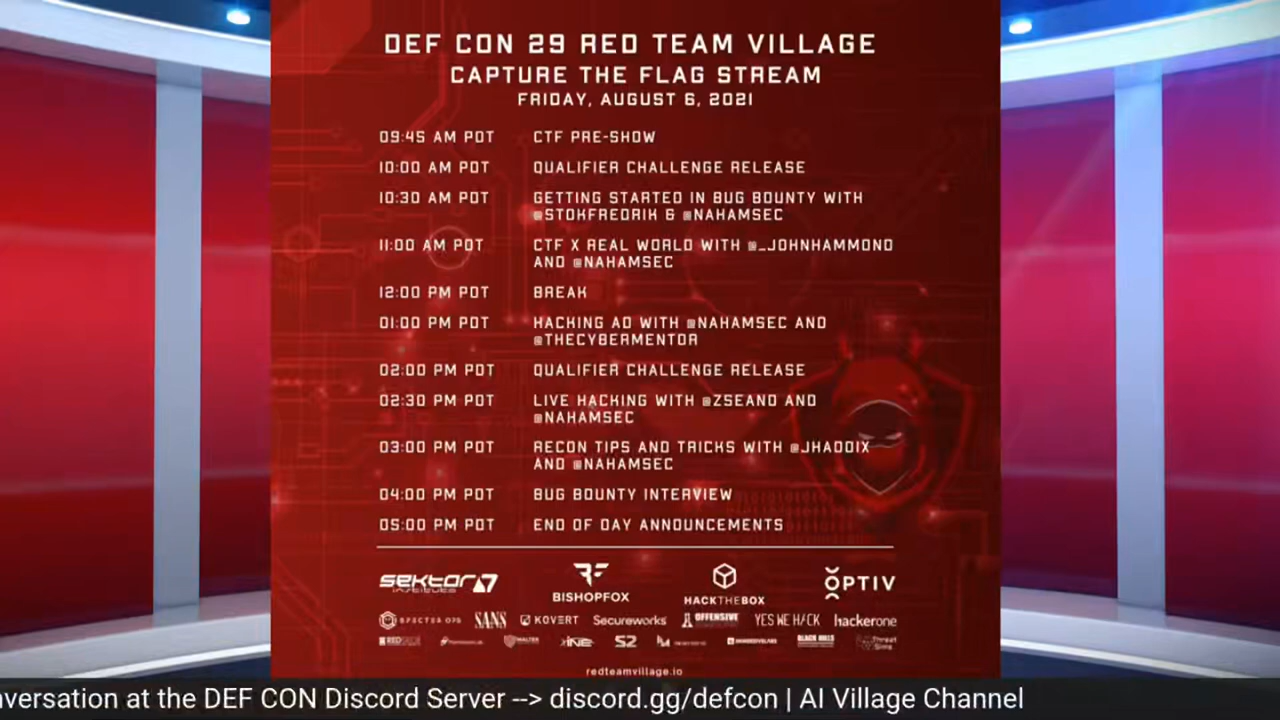 DEF CON 29 RED TEAM VILLAGE
CAPTURE THE FLAG STREAM
FRIDAY, AUGUST 6, 2021
09:45 AM PDT CTF PRE-SHOW
10:00 AM PDT QUALIFIER CHALLENGE RELEASE
10:30 AM PDT GETTING STARTED IN BUG BOUNTY WITH
@STOKFREDRIK & @NAHAMSEC
11:00 AM PDT CTF X REAL WORLD WITH @_JOHNHAMMOND
AND @NAHAMSEC
12:00 PM PDT BREAK
01:00 PM PDT HACKING AD WITH @NAHAMSEC AND
@THECYBERMENTOR
02:00 PM PDT QUALIFIER CHALLENGE RELEASE
02:30 PM PDT LIVE HACKING WITH @ZSEANO AND
@NAHAMSEC
03:00 PM PDT RECON TIPS AND TRICKS WITH @JHADDIX
AND @NAHAMSEC
04:00 PM PDT BUG BOUNTY INTERVIEW
05:00 PM PDT END OF DAY ANNOUNCEMENTS
SEKTOR7 BISHOPFOX HACKTHEBOX OPTIV
SPECTER OPS SANS KOVERT Secureworks OFFENSIVE YES WE H/CK hackerone
iNE S2 BLACK HILLS
redteamvillage.io
nversation at the DEF CON Discord Server --> discord.gg/defcon | AI Village Channel